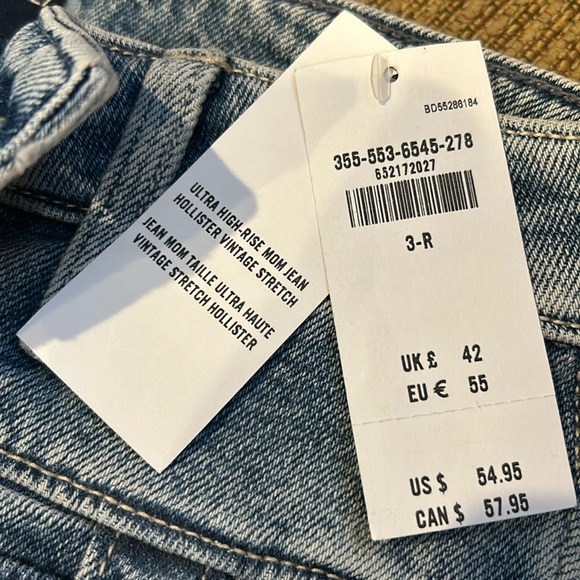 ULTRA HIGH-RISE MOM JEAN
HOLLISTER VINTAGE STRETCH
JEAN MOM TAILLE ULTRA HAUTE
VINTAGE STRETCH HOLLISTER
BD55286184
355-553-6545-278
632172027
3-R
UK £ 42
EU € 55
US $ 54.95
CAN $ 57.95